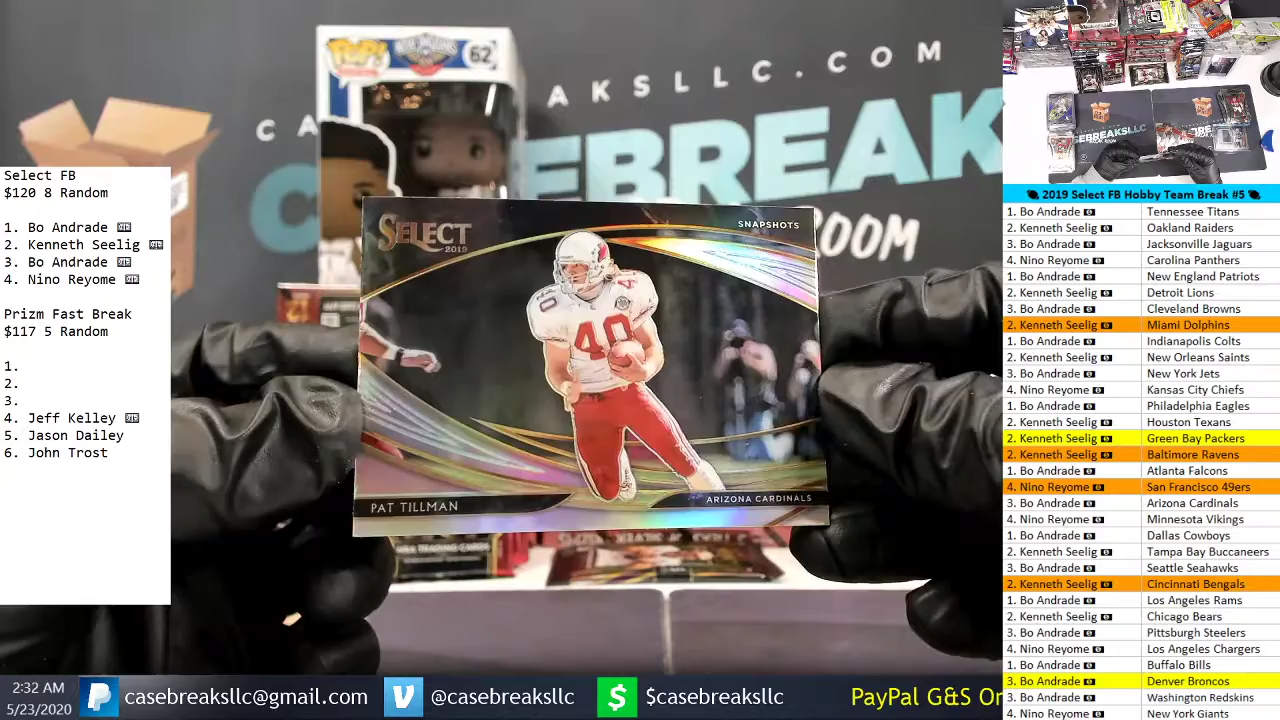 Select FB
$120 8 Random
1. Bo Andrade
2. Kenneth Seelig
3. Bo Andrade
4. Nino Reyome
Prizm Fast Break
$117 5 Random
1.
2.
3.
4. Jeff Kelley
5. Jason Dailey
6. John Trost
POP!
62
CA
AKSLLC.COM
C
EBREAK
ROOM
SELECT
2019
SNAPSHOTS
40
40
40
PAT TILLMAN
ARIZONA CARDINALS
NBA TRADING CARDS
2019 Select FB Hobby Team Break #5
1. Bo Andrade Tennessee Titans
2. Kenneth Seelig Oakland Raiders
3. Bo Andrade Jacksonville Jaguars
4. Nino Reyome Carolina Panthers
1. Bo Andrade New England Patriots
2. Kenneth Seelig Detroit Lions
3. Bo Andrade Cleveland Browns
2. Kenneth Seelig Miami Dolphins
1. Bo Andrade Indianapolis Colts
2. Kenneth Seelig New Orleans Saints
3. Bo Andrade New York Jets
4. Nino Reyome Kansas City Chiefs
1. Bo Andrade Philadelphia Eagles
2. Kenneth Seelig Houston Texans
2. Kenneth Seelig Green Bay Packers
2. Kenneth Seelig Baltimore Ravens
1. Bo Andrade Atlanta Falcons
4. Nino Reyome San Francisco 49ers
3. Bo Andrade Arizona Cardinals
4. Nino Reyome Minnesota Vikings
1. Bo Andrade Dallas Cowboys
2. Kenneth Seelig Tampa Bay Buccaneers
3. Bo Andrade Seattle Seahawks
2. Kenneth Seelig Cincinnati Bengals
1. Bo Andrade Los Angeles Rams
2. Kenneth Seelig Chicago Bears
3. Bo Andrade Pittsburgh Steelers
4. Nino Reyome Los Angeles Chargers
1. Bo Andrade Buffalo Bills
3. Bo Andrade Denver Broncos
3. Bo Andrade Washington Redskins
4. Nino Reyome New York Giants
2:32 AM
5/23/2020
casebreaksllc@gmail.com
@casebreaksllc
$casebreaksllc
PayPal G&S On